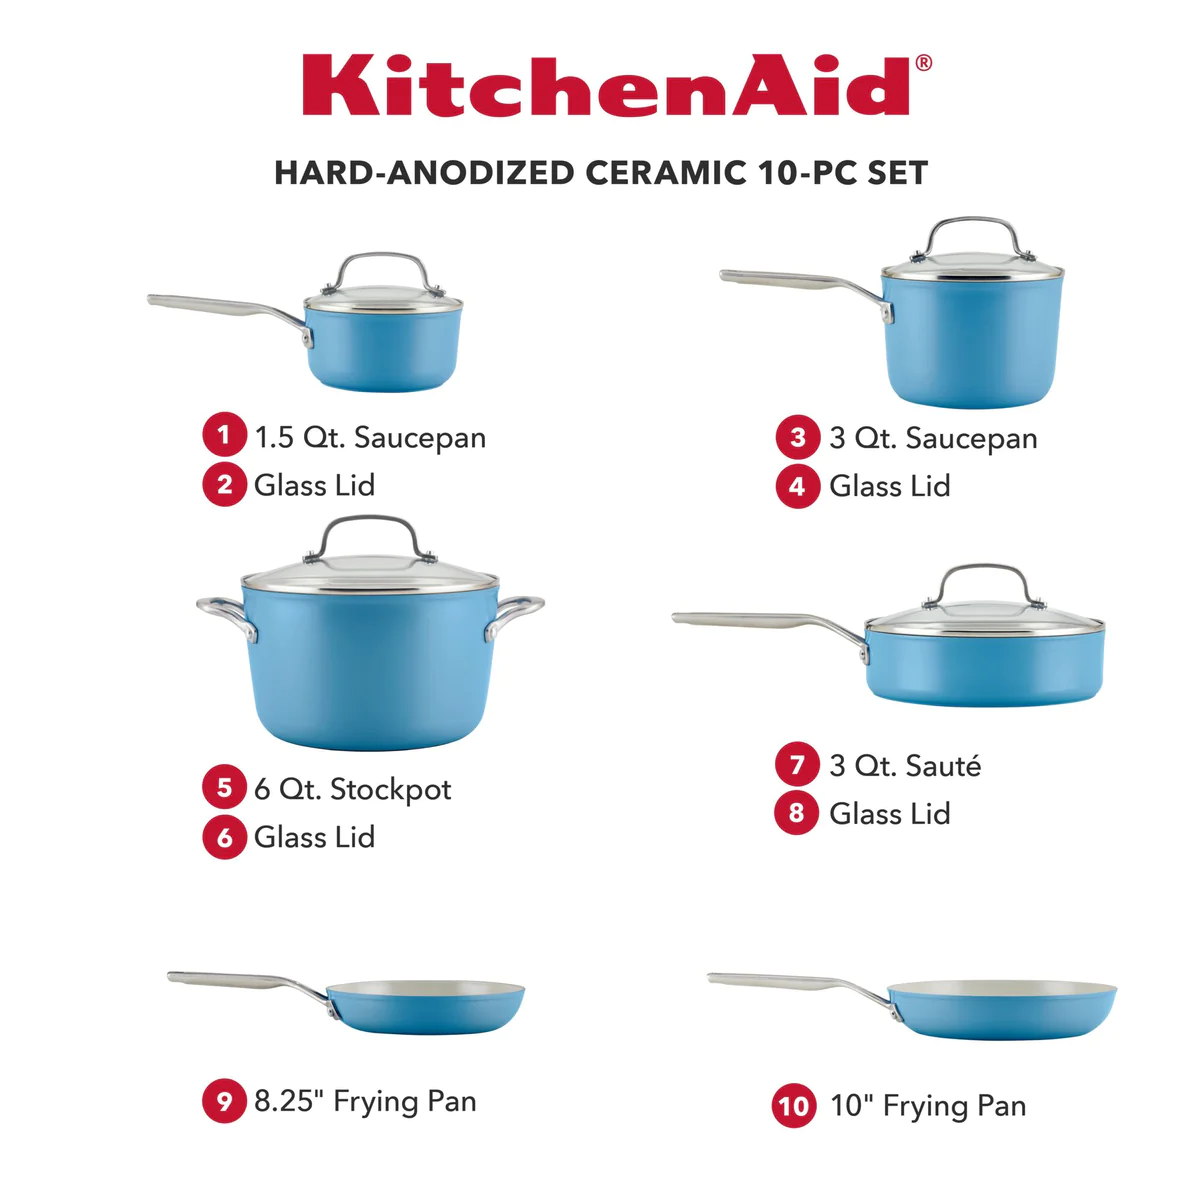 KitchenAid®
HARD-ANODIZED CERAMIC 10-PC SET
1 1.5 Qt. Saucepan
2 Glass Lid
3 3 Qt. Saucepan
4 Glass Lid
5 6 Qt. Stockpot
6 Glass Lid
7 3 Qt. Sauté
8 Glass Lid
9 8.25" Frying Pan
10 10" Frying Pan